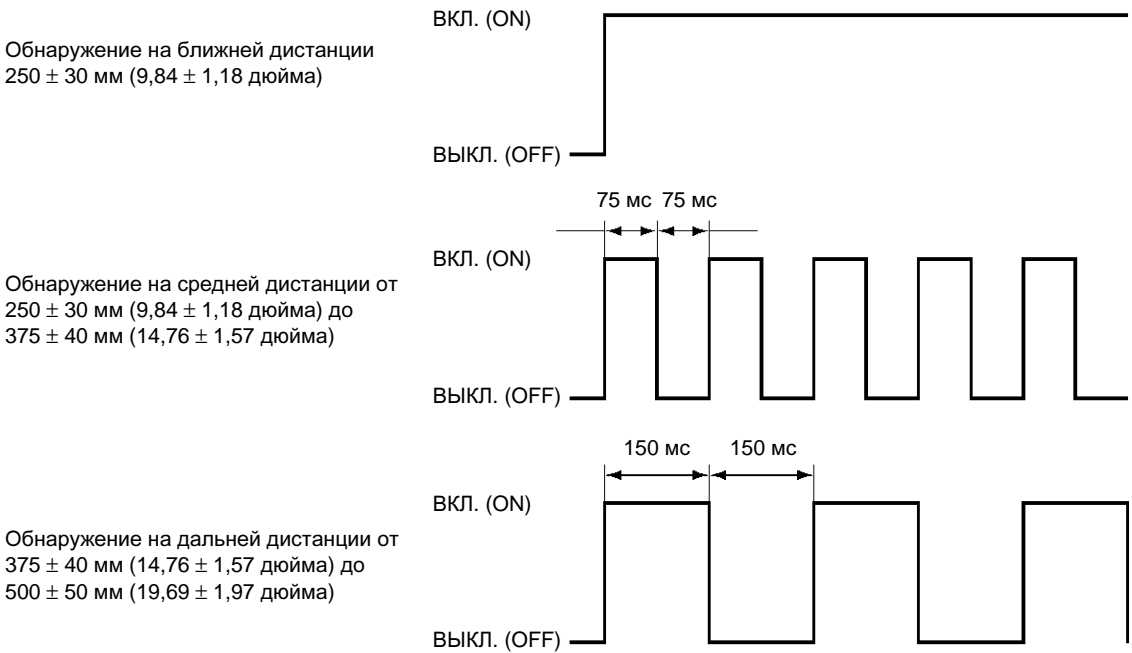 ВКЛ. (ON)
Обнаружение на ближней дистанции
250 ± 30 мм (9,84 ± 1,18 дюйма)
ВЫКЛ. (OFF)
75 мс 75 мс
ВКЛ. (ON)
Обнаружение на средней дистанции от
250 ± 30 мм (9,84 ± 1,18 дюйма) до
375 ± 40 мм (14,76 ± 1,57 дюйма)
ВЫКЛ. (OFF)
150 мс 150 мс
ВКЛ. (ON)
Обнаружение на дальней дистанции от
375 ± 40 мм (14,76 ± 1,57 дюйма) до
500 ± 50 мм (19,69 ± 1,97 дюйма)
ВЫКЛ. (OFF)